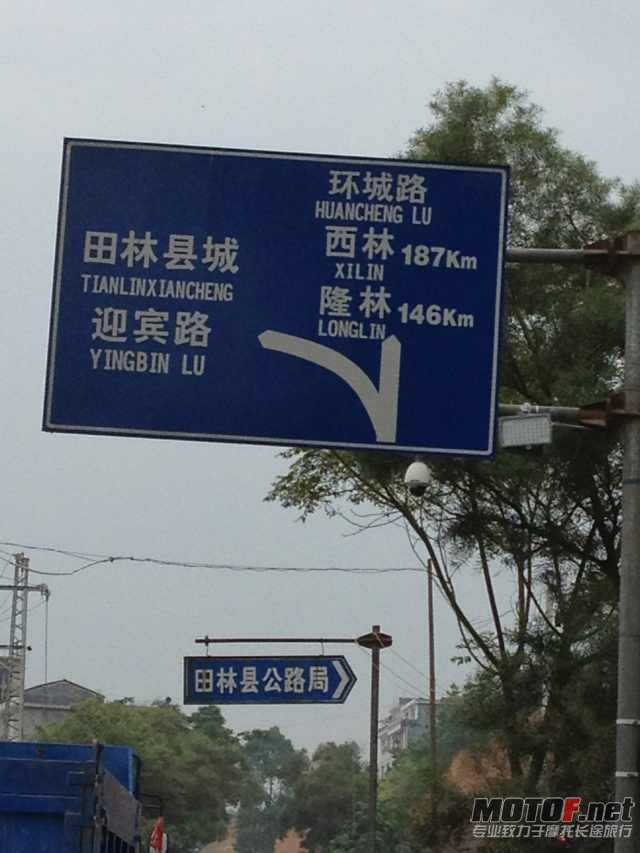 田林县城
TIANLINXIANCHENG
迎宾路
YINGBIN LU
环城路
HUANCHENG LU
西林 187Km
XILIN
隆林 146Km
LONGLIN
田林县公路局
MOTOF.net
专业致力于摩托长途旅行